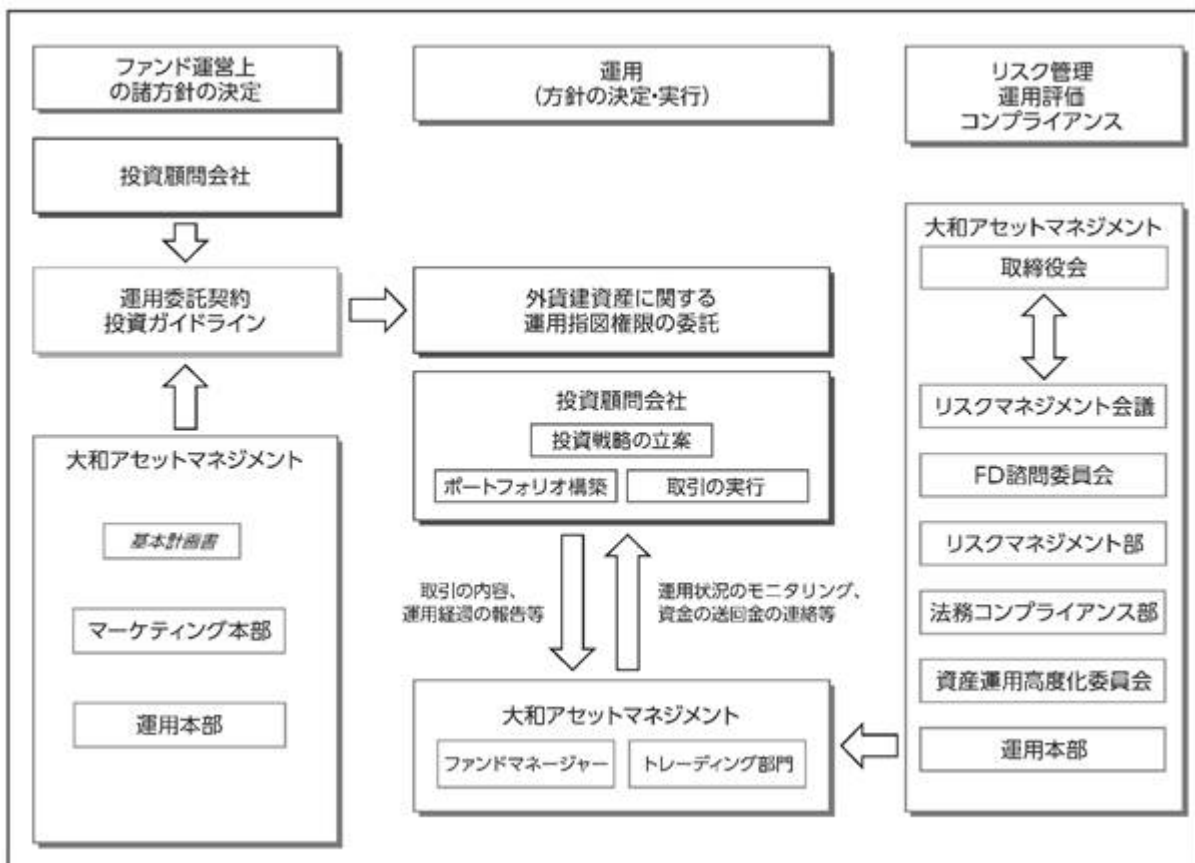 ファンド運営上
の諸方針の決定
運用
(方針の決定・実行)
リスク管理
運用評価
コンプライアンス
投資顧問会社
運用委託契約
投資ガイドライン
大和アセットマネジメント
基本計画書
マーケティング本部
運用本部
外貨建資産に関する
運用指図権限の委託
投資顧問会社
投資戦略の立案
ポートフォリオ構築
取引の実行
取引の内容、
運用経過の報告等
運用状況のモニタリング、
資金の送回金の連絡等
大和アセットマネジメント
ファンドマネージャー
トレーディング部門
大和アセットマネジメント
取締役会
リスクマネジメント会議
FD諮問委員会
リスクマネジメント部
法務コンプライアンス部
資産運用高度化委員会
運用本部